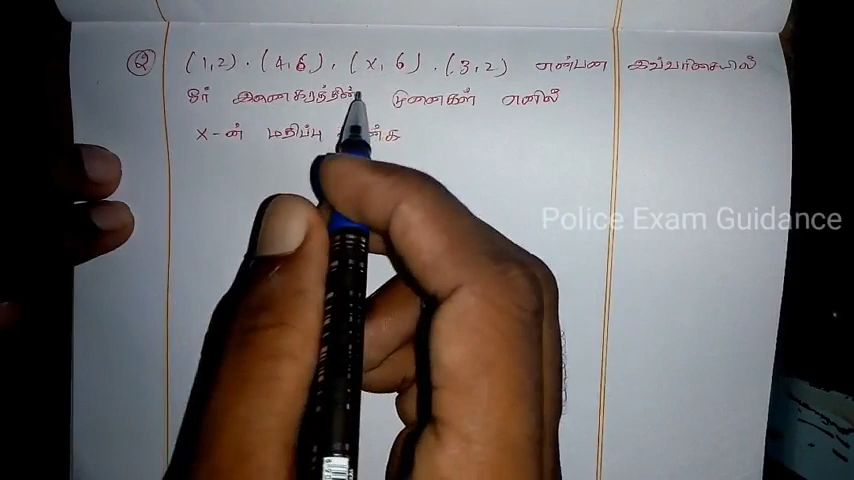 Q (1,2) . (4,6) , (x, 6) . (3,2) என்பன இவ்வரிசையில்
ஓர் இணைகரத்தின் முனைகள் எனில்
x-ன் மதிப்பு
Police Exam Guidance